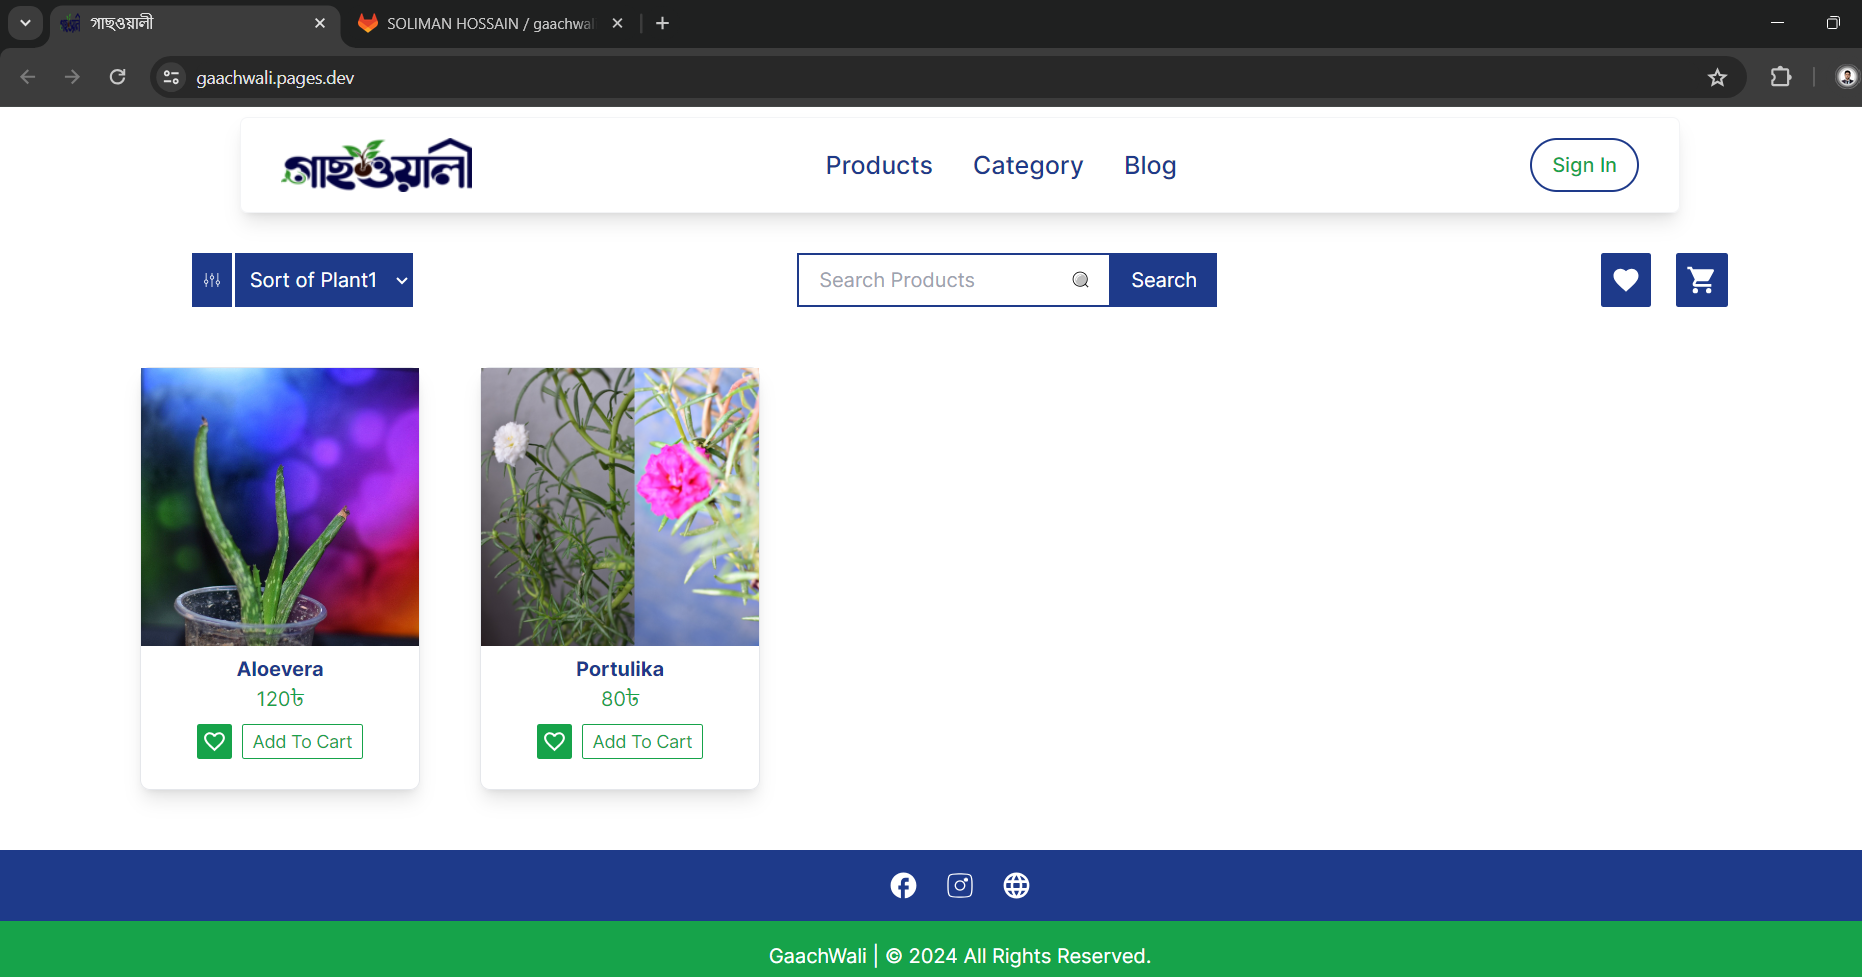 গাছওয়ালী
SOLIMAN HOSSAIN / gaachwal
gaachwali.pages.dev
গাছওয়ালী
Products Category Blog
Sign In
Sort of Plant1
Search Products
Search
Aloevera
120৳
Add To Cart
Portulika
80৳
Add To Cart
GaachWali | © 2024 All Rights Reserved.